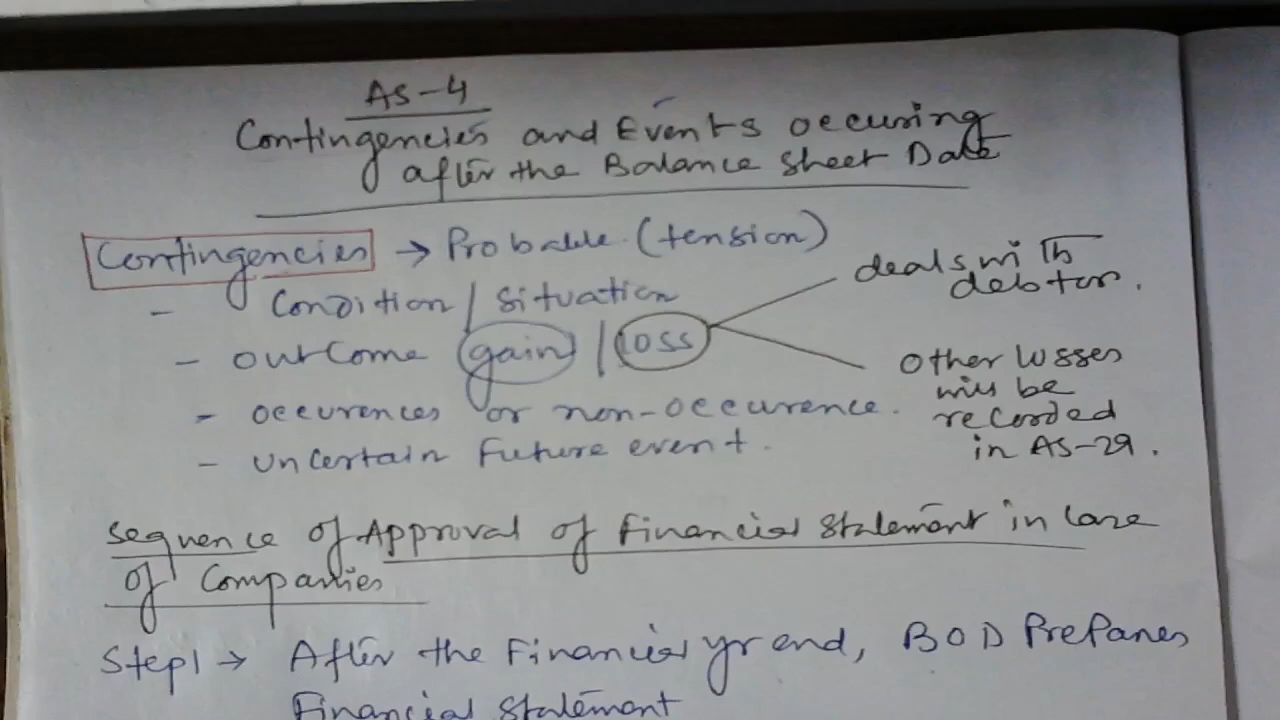 AS-4
Contingencies and Events occuring
after the Balance Sheet Date
Contingencies → Probable (tension)
- Condition / Situation
- outcome gain / loss
deals with
debtor.
other losses
will be
recorded
in AS-29.
- occurences or non-occurence.
- uncertain future event.
Sequence of Approval of Financial Statement in Case
of Companies
Step1 → After the Financial yr end, BOD Prepares
Financial Statement